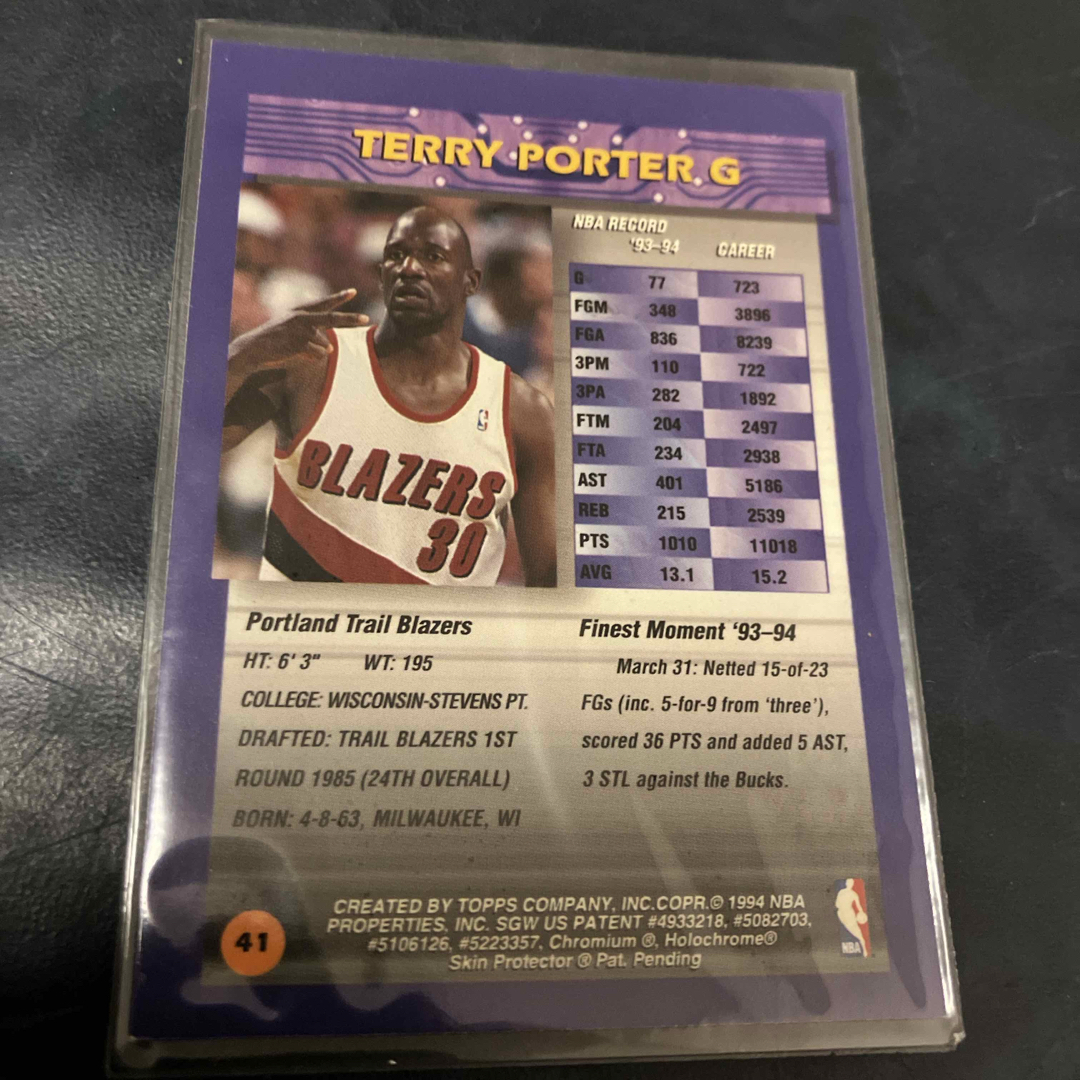 TERRY PORTER, G
NBA RECORD
'93–94 CAREER
G 77 723
FGM 348 3896
FGA 836 8239
3PM 110 722
3PA 282 1892
FTM 204 2497
FTA 234 2938
AST 401 5186
REB 215 2539
PTS 1010 11018
AVG 13.1 15.2
BLAZERS
30
Portland Trail Blazers
HT: 6' 3" WT: 195
COLLEGE: WISCONSIN-STEVENS PT.
DRAFTED: TRAIL BLAZERS 1ST
ROUND 1985 (24TH OVERALL)
BORN: 4-8-63, MILWAUKEE, WI
Finest Moment '93–94
March 31: Netted 15-of-23
FGs (inc. 5-for-9 from 'three'),
scored 36 PTS and added 5 AST,
3 STL against the Bucks.
CREATED BY TOPPS COMPANY, INC.COPR.© 1994 NBA
PROPERTIES, INC. SGW US PATENT #4933218, #5082703,
#5106126, #5223357, Chromium ®, Holochrome®
Skin Protector ® Pat. Pending
41
NBA